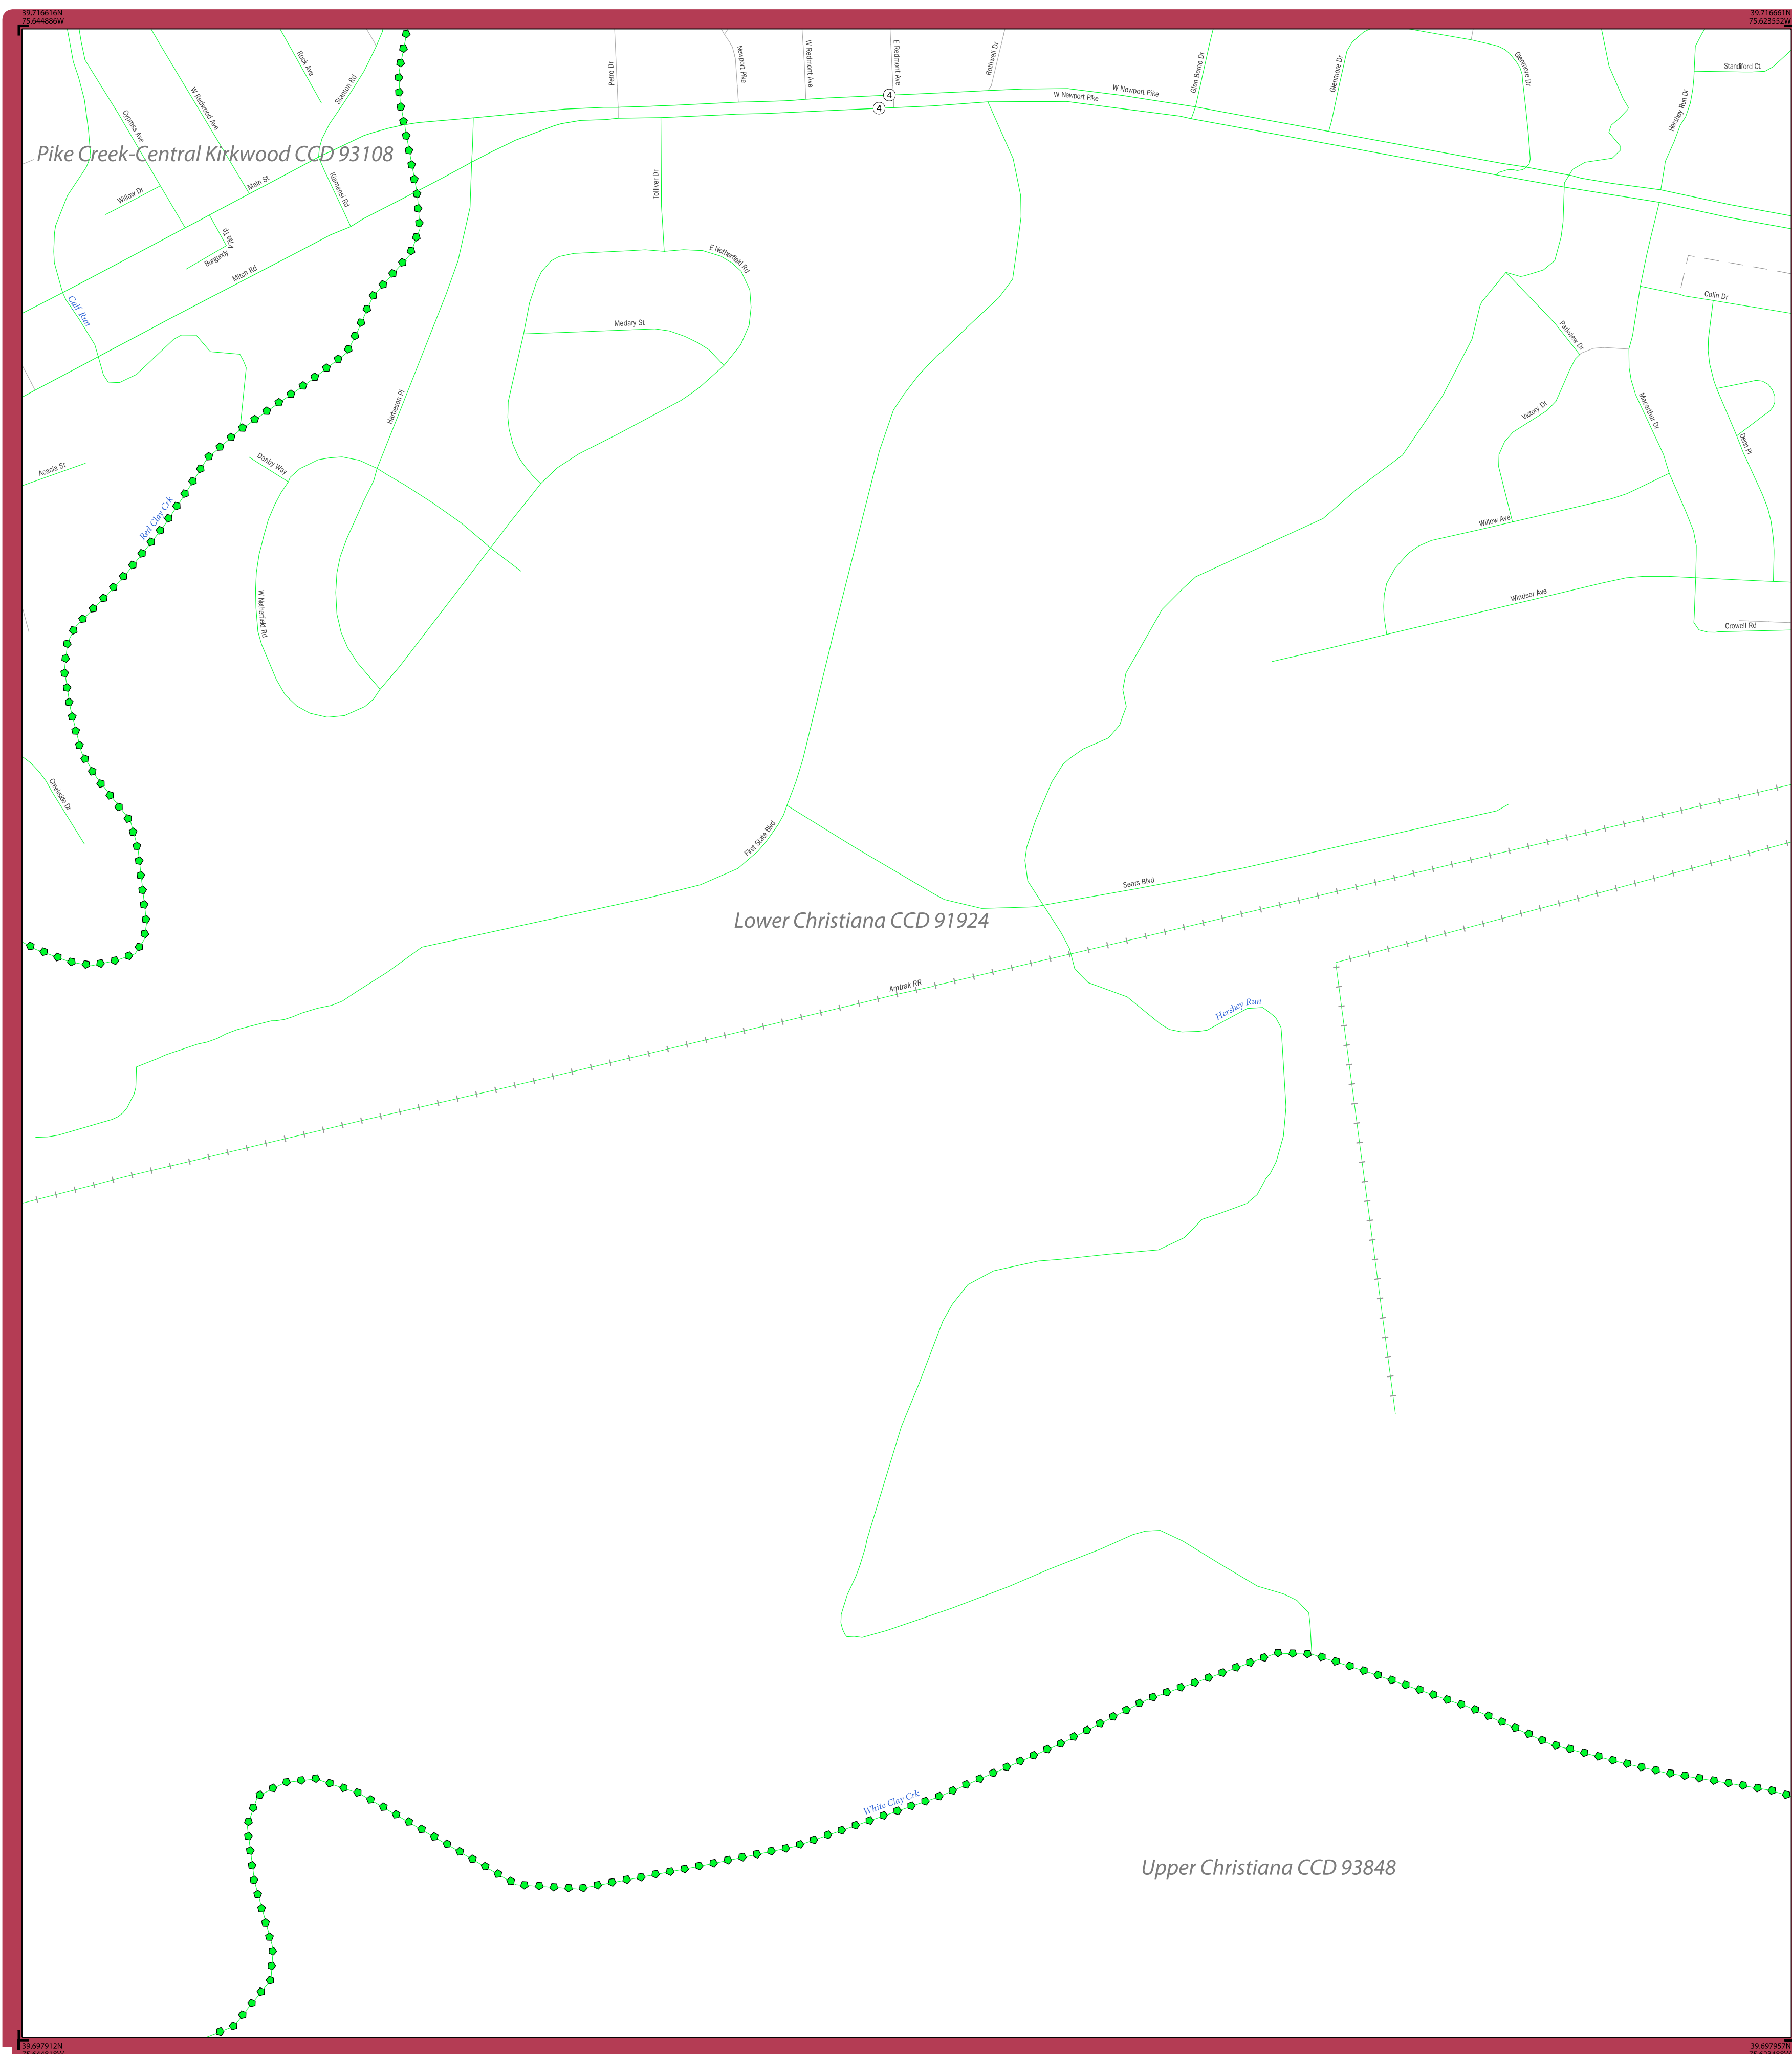 39.716616N
75.644886W
39.716661N
75.623552W
Rock Ave
Stanton Rd
Petro Dr
Newport Pike
W Redmont Ave
E Redmont Ave
Rothwell Dr
Glen Berne Dr
Glenmore Dr
Glenmore Dr
Standiford Ct
Hershey Run Dr
W Redwood Ave
Cypress Ave
4
4
W Newport Pike
W Newport Pike
Pike Creek-Central Kirkwood CCD 93108
Main St
Kiamensi Rd
Willow Dr
Tolliver Dr
Burgundy
Mitch Rd
E Netherfield Rd
Calf Run
Colin Dr
Medary St
Parkview Dr
Harbeson Pl
Victory Dr
Macarthur Dr
Denn Pl
Danby Way
Acacia St
Red Clay Crk
Willow Ave
W Netherfield Rd
Windsor Ave
Crowell Rd
Creekside Dr
First State Blvd
Sears Blvd
Lower Christiana CCD 91924
Amtrak RR
Hershey Run
White Clay Crk
Upper Christiana CCD 93848
39.697912N
39.697957N